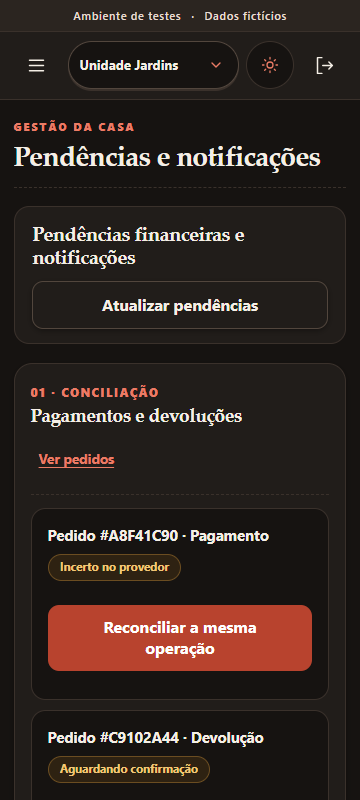 Ambiente de testes · Dados fictícios
Unidade Jardins
GESTÃO DA CASA
Pendências e notificações
Pendências financeiras e
notificações
Atualizar pendências
01 · CONCILIAÇÃO
Pagamentos e devoluções
Ver pedidos
Pedido #A8F41C90 · Pagamento
Incerto no provedor
Reconciliar a mesma
operação
Pedido #C9102A44 · Devolução
Aguardando confirmação